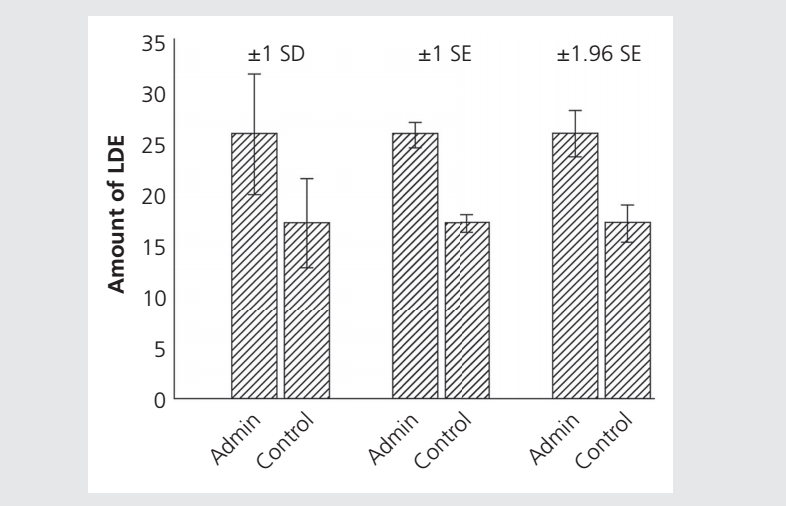 ±1 SD
±1 SE
±1.96 SE
Amount of LDE
35
30
25
20
15
10
5
0
Admin
Control
Admin
Control
Admin
Control